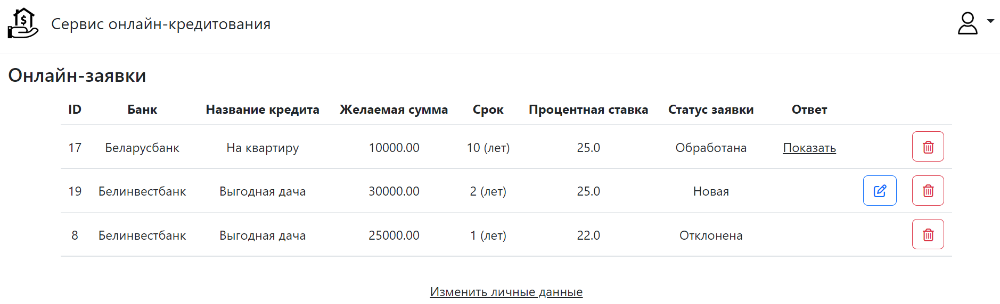 Сервис онлайн-кредитования
Онлайн-заявки
ID Банк Название кредита Желаемая сумма Срок Процентная ставка Статус заявки Ответ
17 Беларусбанк На квартиру 10000.00 10 (лет) 25.0 Обработана Показать
19 Белинвестбанк Выгодная дача 30000.00 2 (лет) 25.0 Новая
8 Белинвестбанк Выгодная дача 25000.00 1 (лет) 22.0 Отклонена
Изменить личные данные